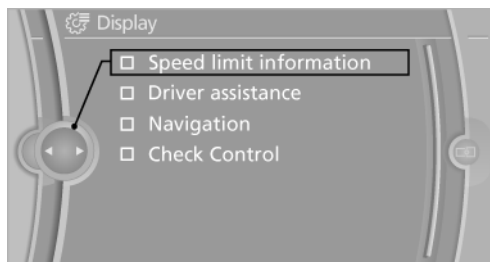 Display
Speed limit information
Driver assistance
Navigation
Check Control